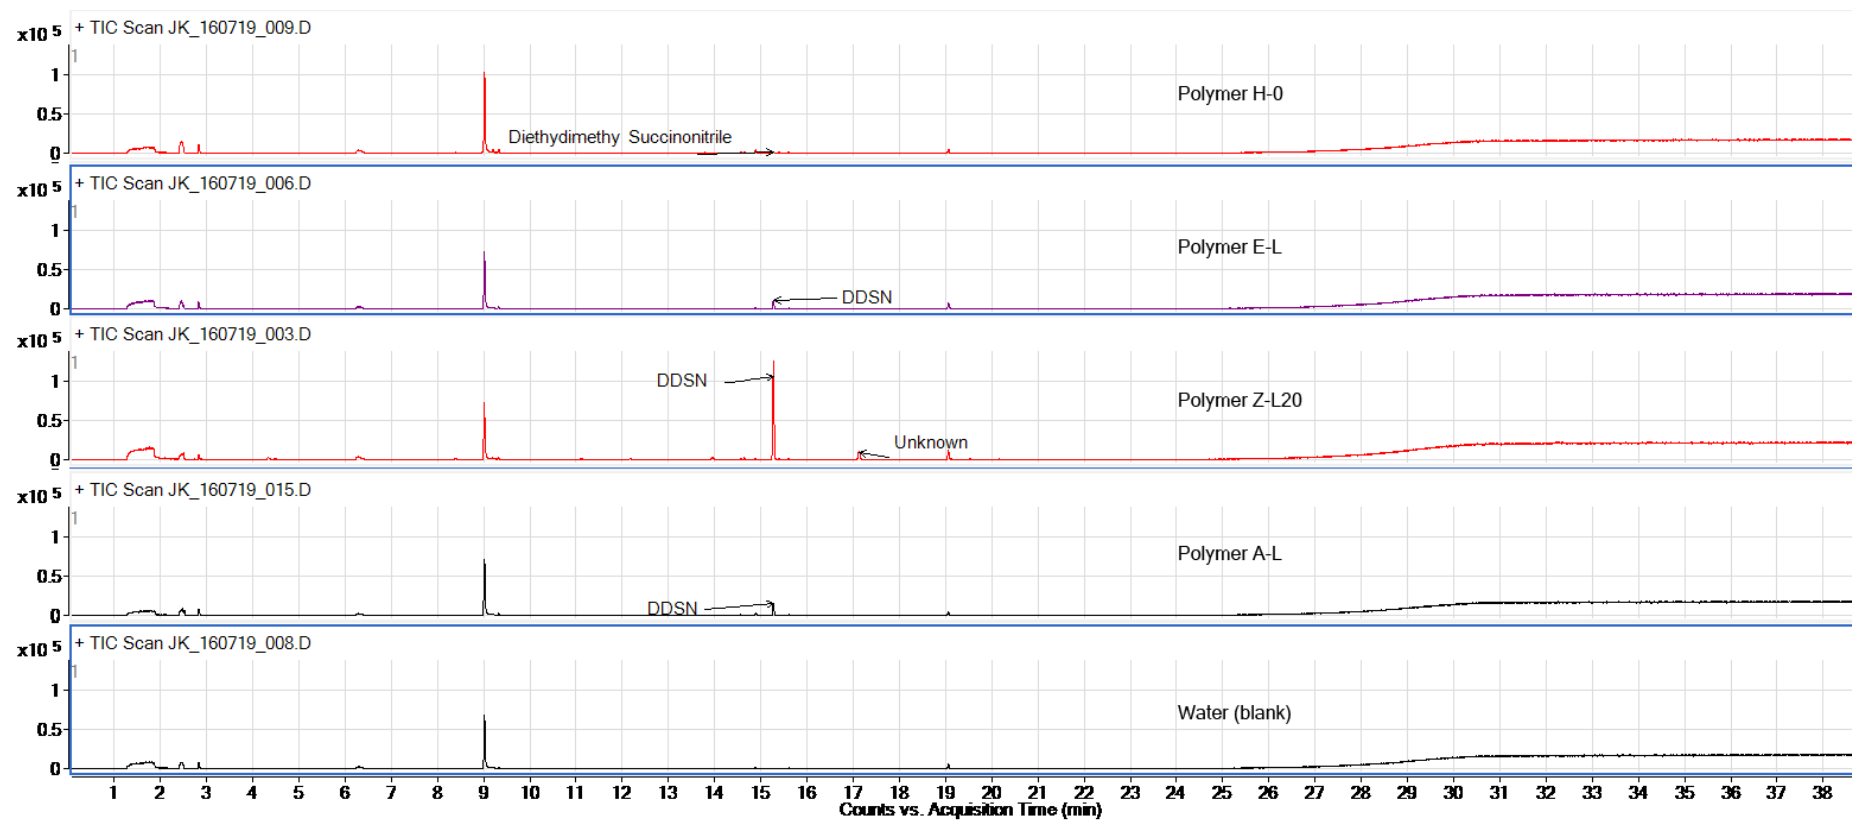 + TIC Scan JK_160719_009.D
x10 5
1
1
0.5
0
Polymer H-0
Diethydimethy Succinonitrile
+ TIC Scan JK_160719_006.D
x10 5
1
1
0.5
0
Polymer E-L
DDSN
+ TIC Scan JK_160719_003.D
x10 5
1
1
0.5
0
DDSN
Polymer Z-L20
Unknown
+ TIC Scan JK_160719_015.D
x10 5
1
1
0.5
0
Polymer A-L
DDSN
+ TIC Scan JK_160719_008.D
x10 5
1
1
0.5
0
Water (blank)
1 2 3 4 5 6 7 8 9 10 11 12 13 14 15 16 17 18 19 20 21 22 23 24 25 26 27 28 29 30 31 32 33 34 35 36 37 38
Counts vs. Acquisition Time (min)